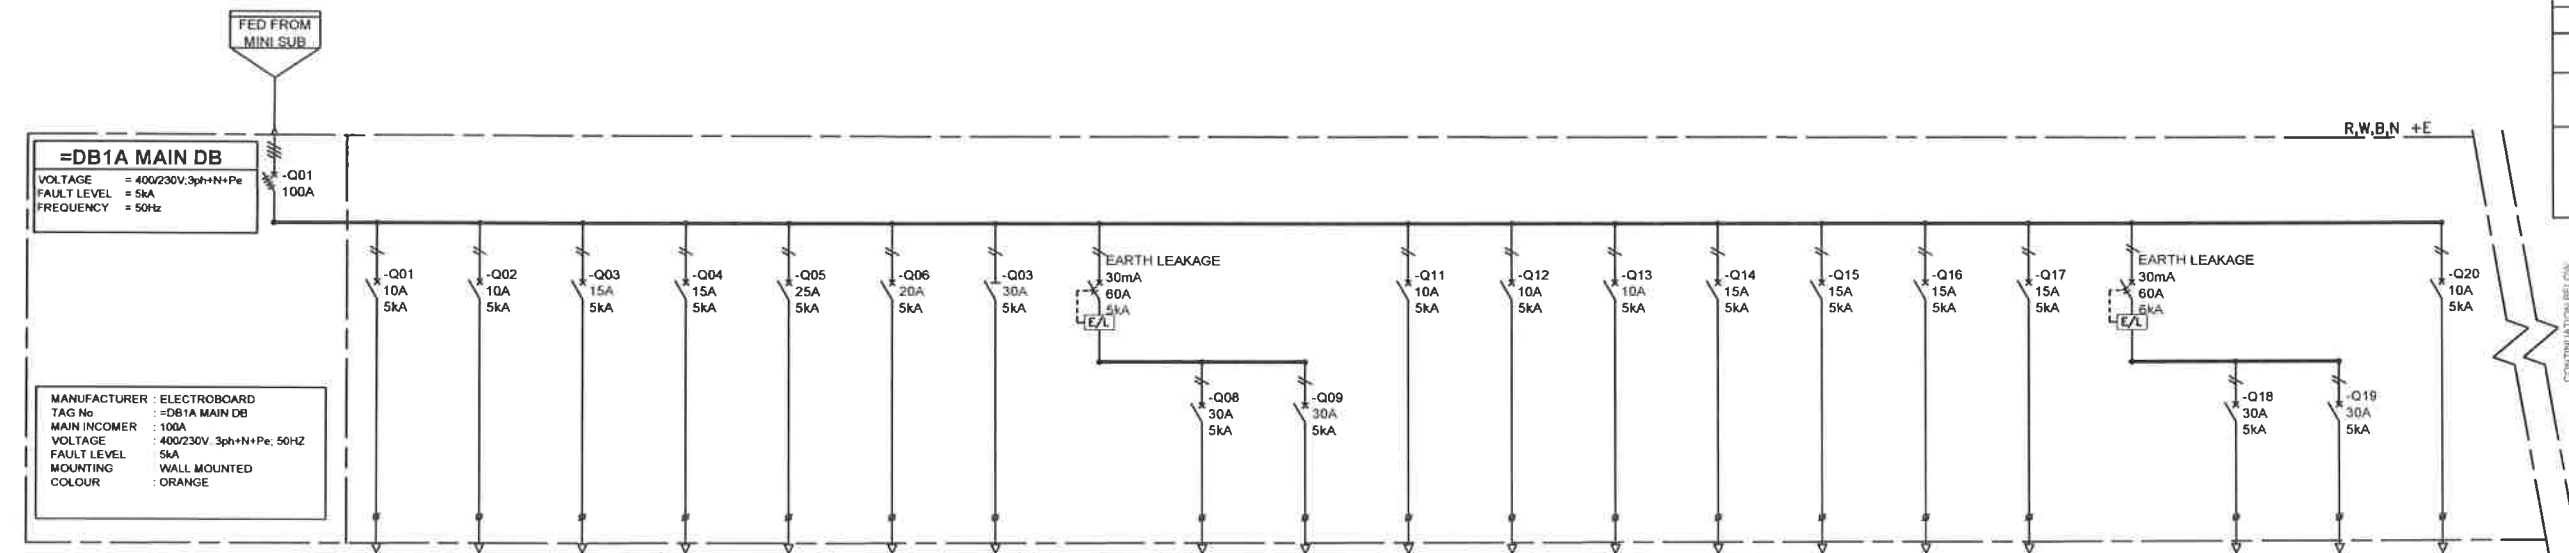 FED FROM
MINI SUB
R,W,B,N +E
=DB1A MAIN DB
VOLTAGE = 400/230V;3ph+N+Pe
FAULT LEVEL = 5kA
FREQUENCY = 50Hz
-Q01
100A
-Q01
10A
5kA
-Q02
10A
5kA
-Q03
15A
5kA
-Q04
15A
5kA
-Q05
25A
5kA
-Q06
20A
5kA
-Q03
30A
5kA
EARTH LEAKAGE
30mA
60A
5kA
E/L
-Q08
30A
5kA
-Q09
30A
5kA
-Q11
10A
5kA
-Q12
10A
5kA
-Q13
10A
5kA
-Q14
15A
5kA
-Q15
15A
5kA
-Q16
15A
5kA
-Q17
15A
5kA
EARTH LEAKAGE
30mA
60A
E/L
-Q18
30A
5kA
-Q19
30A
5kA
-Q20
10A
5kA
MANUFACTURER : ELECTROBOARD
TAG No : =DB1A MAIN DB
MAIN INCOMER : 100A
VOLTAGE : 400/230V 3ph+N+Pe; 50HZ
FAULT LEVEL 5kA
MOUNTING WALL MOUNTED
COLOUR : ORANGE